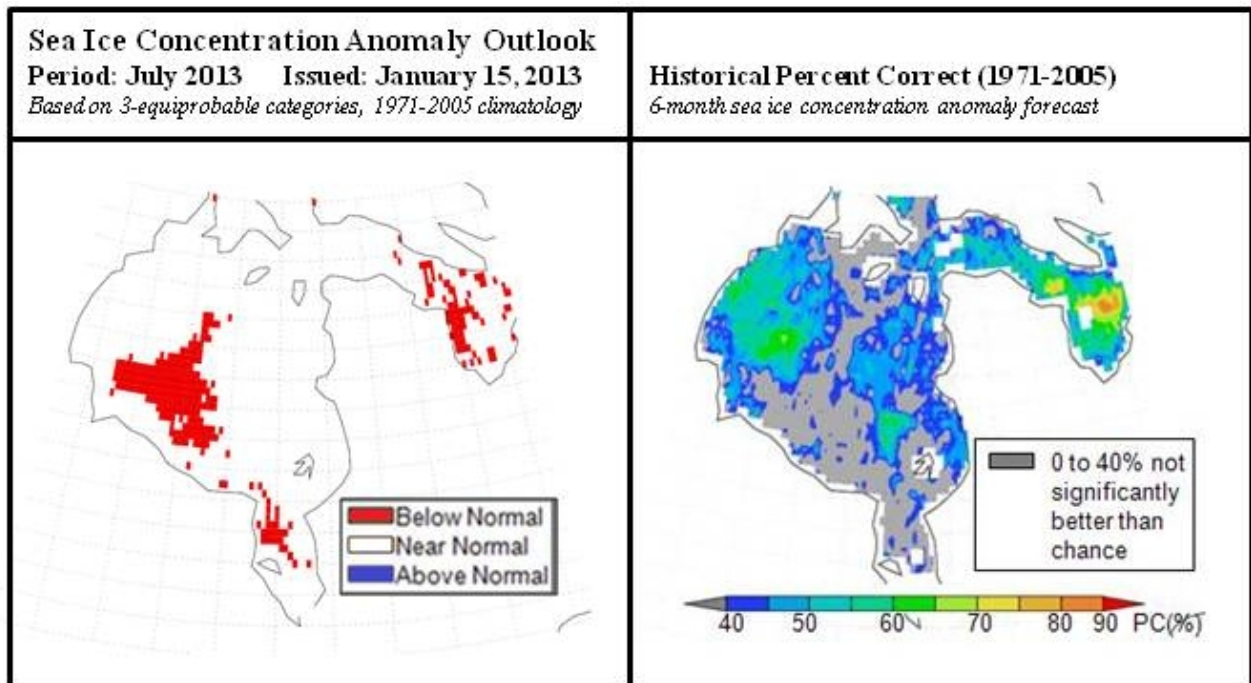 Sea Ice Concentration Anomaly Outlook
Period: July 2013 Issued: January 15, 2013
Based on 3-equiprobable categories, 1971-2005 climatology
Historical Percent Correct (1971-2005)
6-month sea ice concentration anomaly forecast
Below Normal
Near Normal
Above Normal
0 to 40% not
significantly
better than
chance
40 50 60 70 80 90 PC(%)